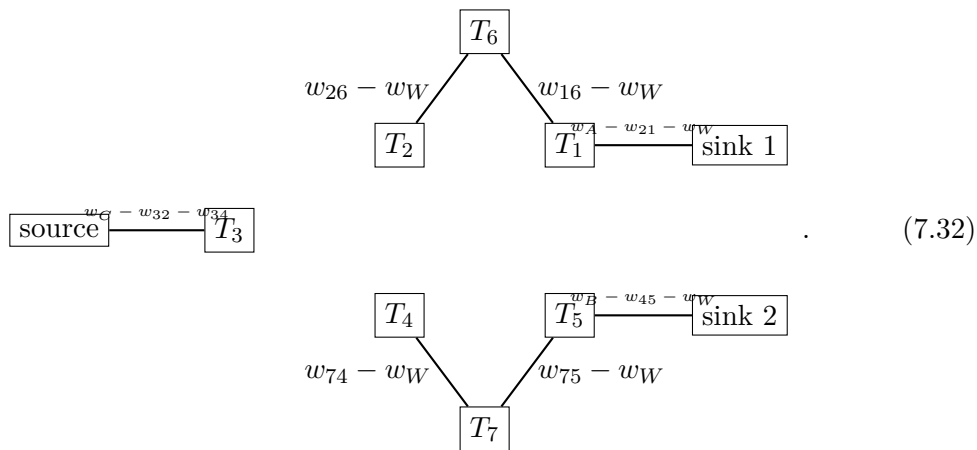 T6
w26 − wW w16 − wW
T2 T1 wA − w21 − wW sink 1
source wC − w32 − w34 T3 . (7.32)
T4 T5 wB − w45 − wW sink 2
w74 − wW w75 − wW
T7